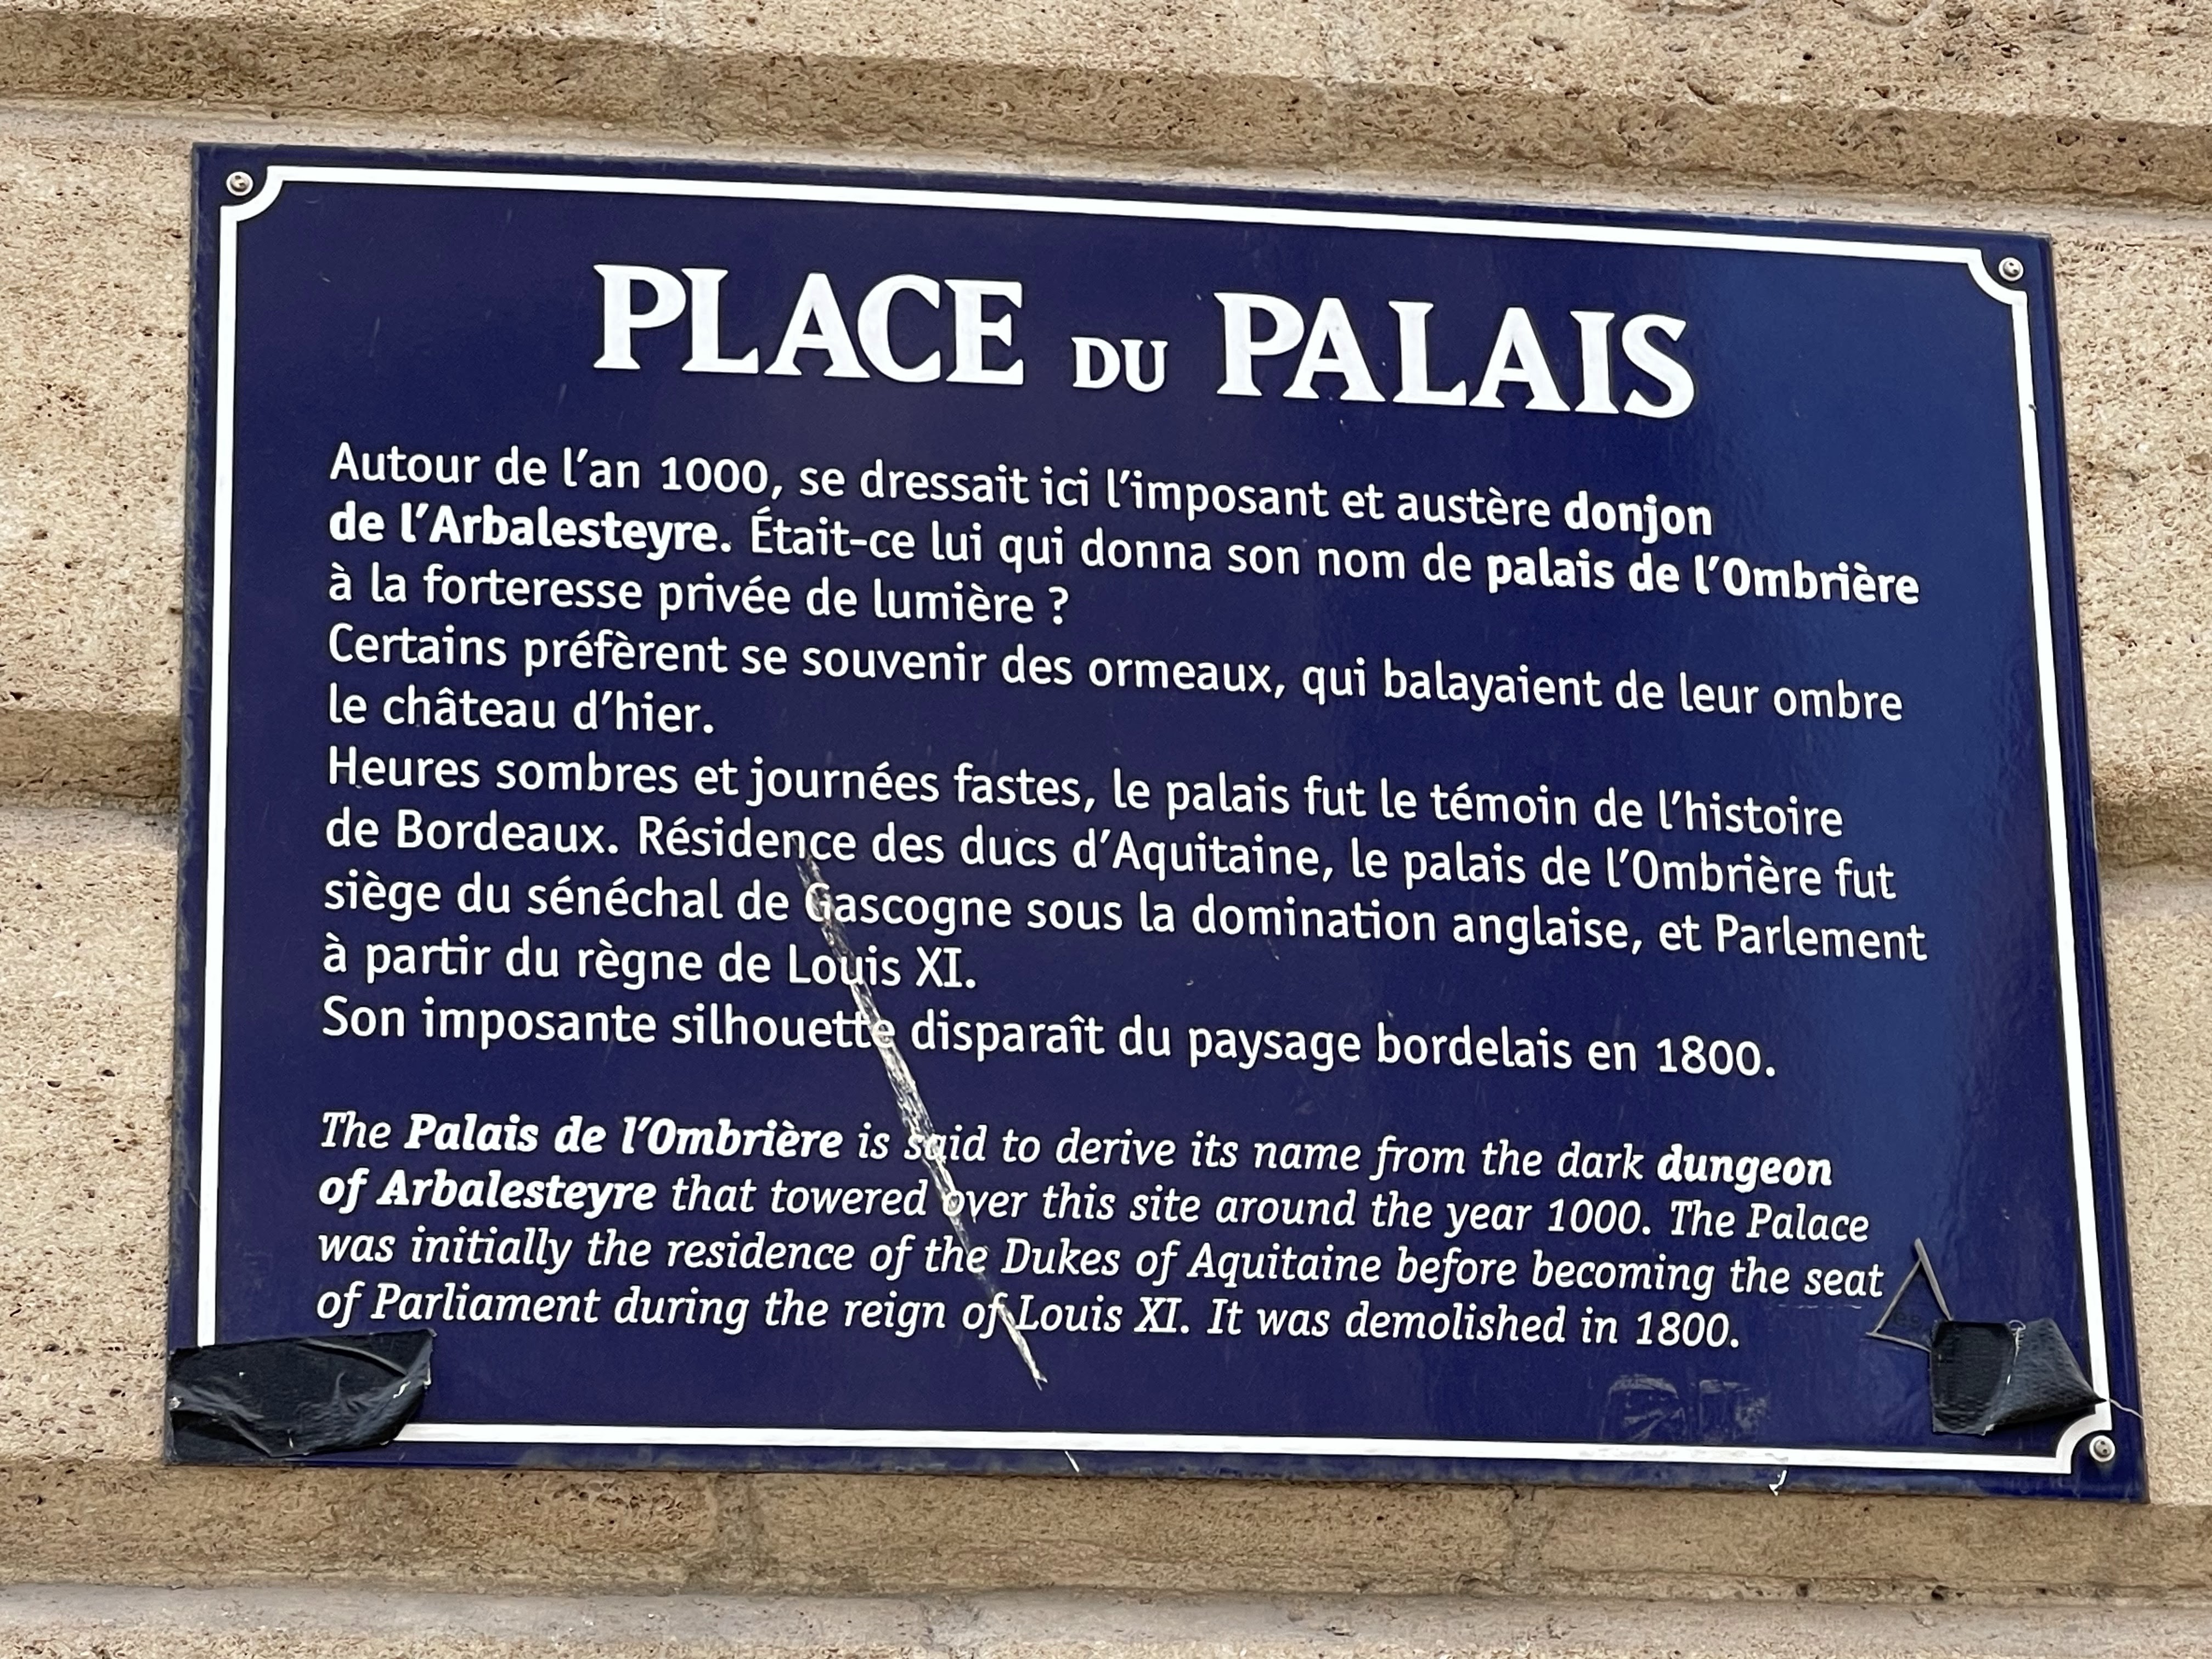 PLACE DU PALAIS
Autour de l'an 1000, se dressait ici l'imposant et austère donjon
de l'Arbalesteyre. Était-ce lui qui donna son nom de palais de l'Ombrière
à la forteresse privée de lumière ?
Certains préfèrent se souvenir des ormeaux, qui balayaient de leur ombre
le château d'hier.
Heures sombres et journées fastes, le palais fut le témoin de l'histoire
de Bordeaux. Résidence des ducs d'Aquitaine, le palais de l'Ombrière fut
siège du sénéchal de Gascogne sous la domination anglaise, et Parlement
à partir du règne de Louis XI.
Son imposante silhouette disparaît du paysage bordelais en 1800.
The Palais de l'Ombrière is said to derive its name from the dark dungeon
of Arbalesteyre that towered over this site around the year 1000. The Palace
was initially the residence of the Dukes of Aquitaine before becoming the seat
of Parliament during the reign of Louis XI. It was demolished in 1800.